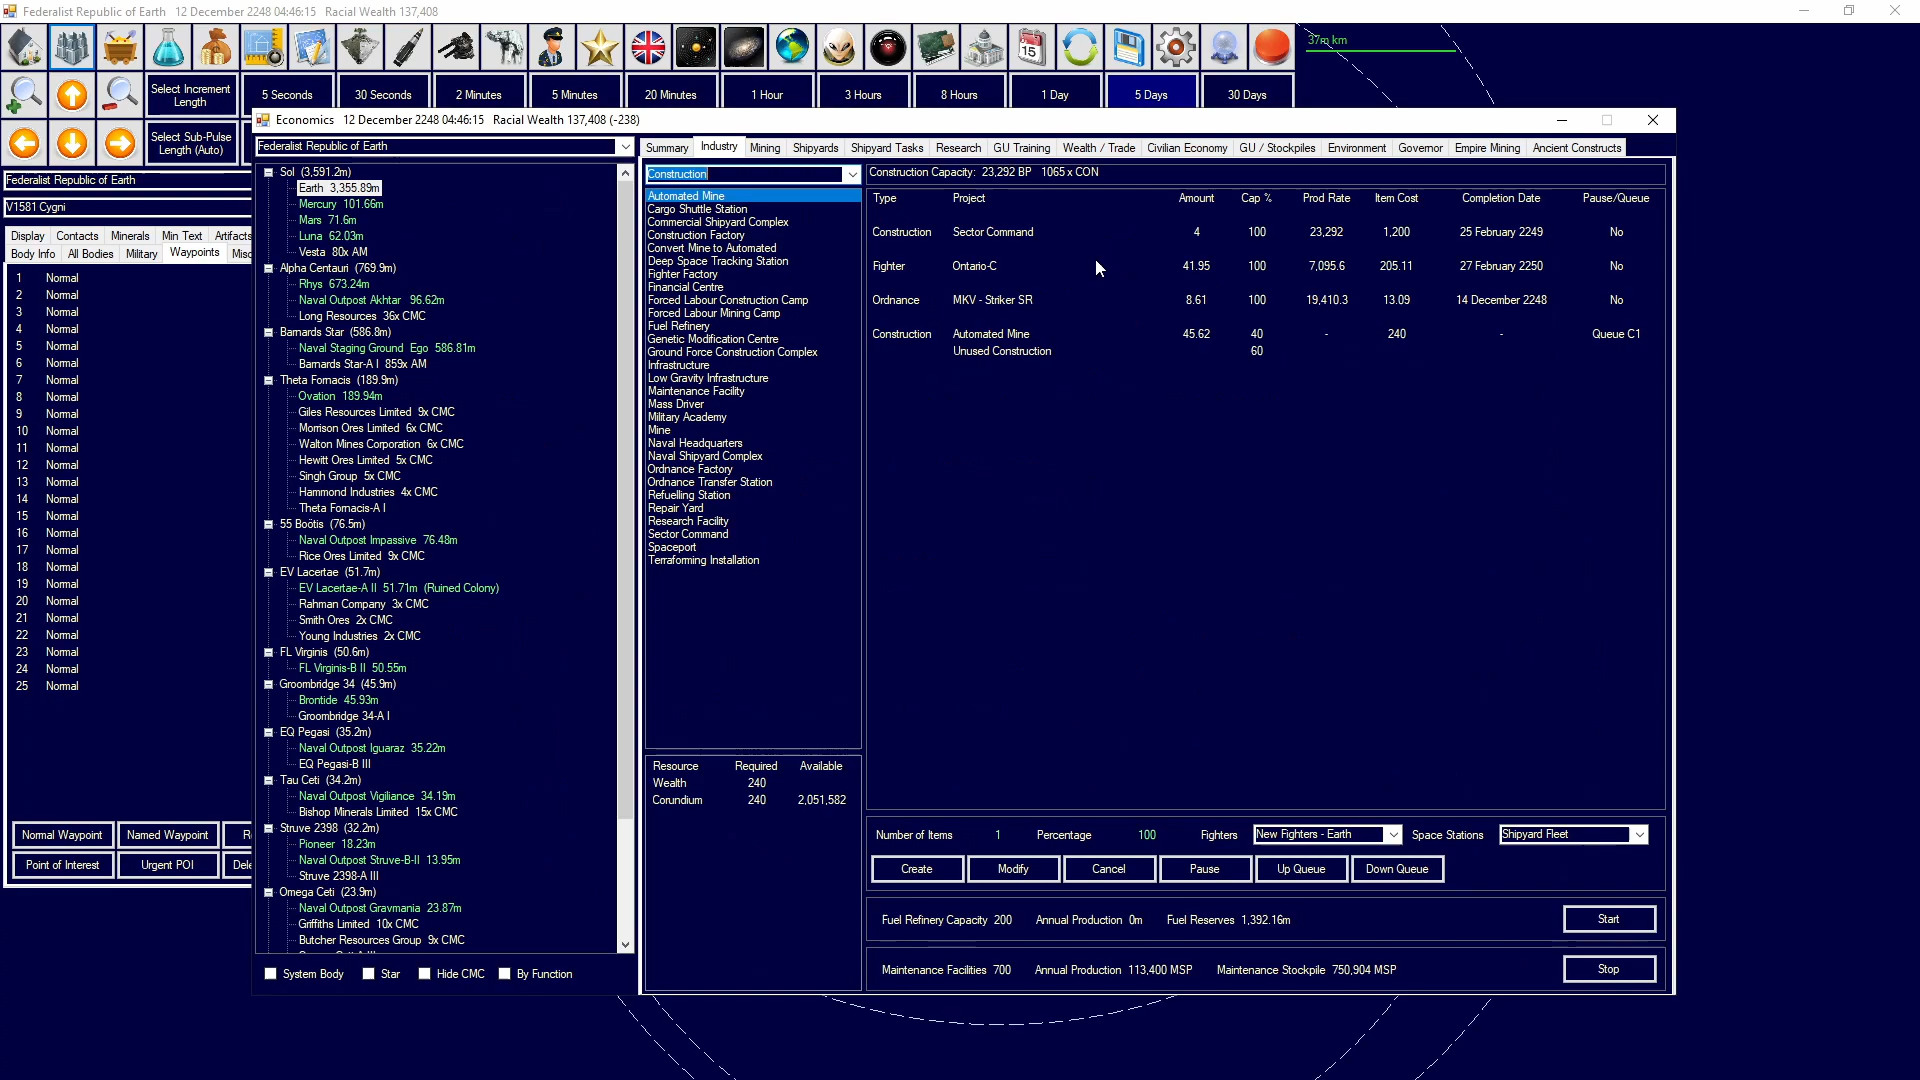 Federalist Republic of Earth 12 December 2248 04:46:15 Racial Wealth 137,408
37m km
Select Increment Length
5 Seconds
30 Seconds
2 Minutes
5 Minutes
20 Minutes
1 Hour
3 Hours
8 Hours
1 Day
5 Days
30 Days
Select Sub-Pulse Length (Auto)
Federalist Republic of Earth
V1581 Cygni
Display Contacts Minerals Min Text Artifacts
Body Info All Bodies Military Waypoints Misc
1 Normal
2 Normal
3 Normal
4 Normal
5 Normal
6 Normal
7 Normal
8 Normal
9 Normal
10 Normal
11 Normal
12 Normal
13 Normal
14 Normal
15 Normal
16 Normal
17 Normal
18 Normal
19 Normal
20 Normal
21 Normal
22 Normal
23 Normal
24 Normal
25 Normal
Normal Waypoint Named Waypoint
Point of Interest Urgent POI
Economics 12 December 2248 04:46:15 Racial Wealth 137,408 (-238)
Federalist Republic of Earth
Sol (3,591.2m)
Earth 3,355.89m
Mercury 101.66m
Mars 71.6m
Luna 62.03m
Vesta 80x AM
Alpha Centauri (769.9m)
Rhys 673.24m
Naval Outpost Akhtar 96.62m
Long Resources 36x CMC
Barnards Star (586.8m)
Naval Staging Ground Ego 586.81m
Barnards Star-A I 859x AM
Theta Fornacis (189.9m)
Ovation 189.94m
Giles Resources Limited 9x CMC
Morrison Ores Limited 6x CMC
Walton Mines Corporation 6x CMC
Hewitt Ores Limited 5x CMC
Singh Group 5x CMC
Hammond Industries 4x CMC
Theta Fornacis-A I
55 Boötis (76.5m)
Naval Outpost Impassive 76.48m
Rice Ores Limited 9x CMC
EV Lacertae (51.7m)
EV Lacertae-A II 51.71m (Ruined Colony)
Rahman Company 3x CMC
Smith Ores 2x CMC
Young Industries 2x CMC
FL Virginis (50.6m)
FL Virginis-B II 50.55m
Groombridge 34 (45.9m)
Brontide 45.93m
Groombridge 34-A I
EQ Pegasi (35.2m)
Naval Outpost Iguaraz 35.22m
EQ Pegasi-B III
Tau Ceti (34.2m)
Naval Outpost Vigiliance 34.19m
Bishop Minerals Limited 15x CMC
Struve 2398 (32.2m)
Pioneer 18.23m
Naval Outpost Struve-B-II 13.95m
Struve 2398-A III
Omega Ceti (23.9m)
Naval Outpost Gravmania 23.87m
Griffiths Limited 10x CMC
Butcher Resources Group 9x CMC
System Body Star Hide CMC By Function
Summary Industry Mining Shipyards Shipyard Tasks Research GU Training Wealth / Trade Civilian Economy GU / Stockpiles Environment Governor Empire Mining Ancient Constructs
Construction
Automated Mine
Cargo Shuttle Station
Commercial Shipyard Complex
Construction Factory
Convert Mine to Automated
Deep Space Tracking Station
Fighter Factory
Financial Centre
Forced Labour Construction Camp
Forced Labour Mining Camp
Fuel Refinery
Genetic Modification Centre
Ground Force Construction Complex
Infrastructure
Low Gravity Infrastructure
Maintenance Facility
Mass Driver
Military Academy
Mine
Naval Headquarters
Naval Shipyard Complex
Ordnance Factory
Ordnance Transfer Station
Refuelling Station
Repair Yard
Research Facility
Sector Command
Spaceport
Terraforming Installation
Resource Required Available
Wealth 240
Corundium 240 2,051,582
Construction Capacity: 23,292 BP 1065 x CON
Type Project Amount Cap % Prod Rate Item Cost Completion Date Pause/Queue
Construction Sector Command 4 100 23,292 1,200 25 February 2249 No
Fighter Ontario-C 41.95 100 7,095.6 205.11 27 February 2250 No
Ordnance MKV - Striker SR 8.61 100 19,410.3 13.09 14 December 2248 No
Construction Automated Mine 45.62 40 - 240 - Queue C1
Unused Construction 60
Number of Items 1 Percentage 100 Fighters New Fighters - Earth Space Stations Shipyard Fleet
Create Modify Cancel Pause Up Queue Down Queue
Fuel Refinery Capacity 200 Annual Production 0m Fuel Reserves 1,392.16m Start
Maintenance Facilities 700 Annual Production 113,400 MSP Maintenance Stockpile 750,904 MSP Stop